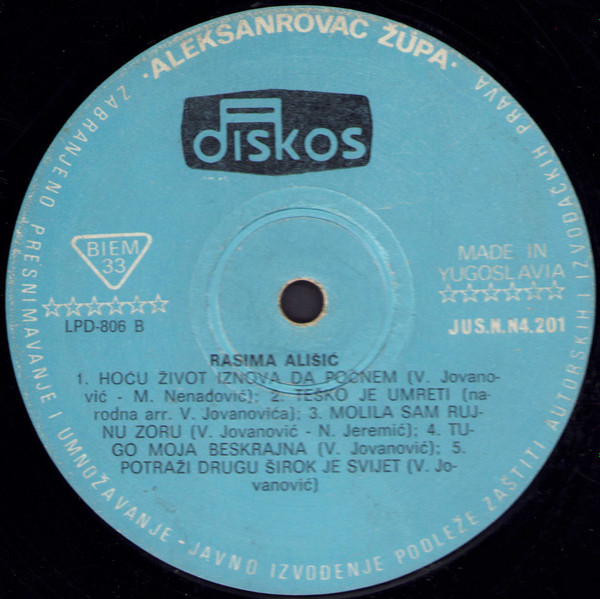 ·ALEKSANROVAC ŽUPA·
ZABRANJENO PRESNIMAVANJE I UMNOŽAVANJE - JAVNO IZVOĐENJE PODLEŽE ZAŠTITI AUTORSKIH I IZVOĐAČKIH PRAVA
DISKOS
BIEM
33
MADE IN
YUGOSLAVIA
LPD-806 B
JUS.N.N4.201
RASIMA ALIŠIĆ
1. HOĆU ŽIVOT IZNOVA DA POČNEM (V. Jovano-
vić - M. Nenadović); 2. TEŠKO JE UMRETI (na-
rodna arr. V. Jovanovića); 3. MOLILA SAM RUJ-
NU ZORU (V. Jovanović - N. Jeremić); 4. TU-
GO MOJA BESKRAJNA (V. Jovanović); 5.
POTRAŽI DRUGU ŠIROK JE SVIJET (V. Jo-
vanović)